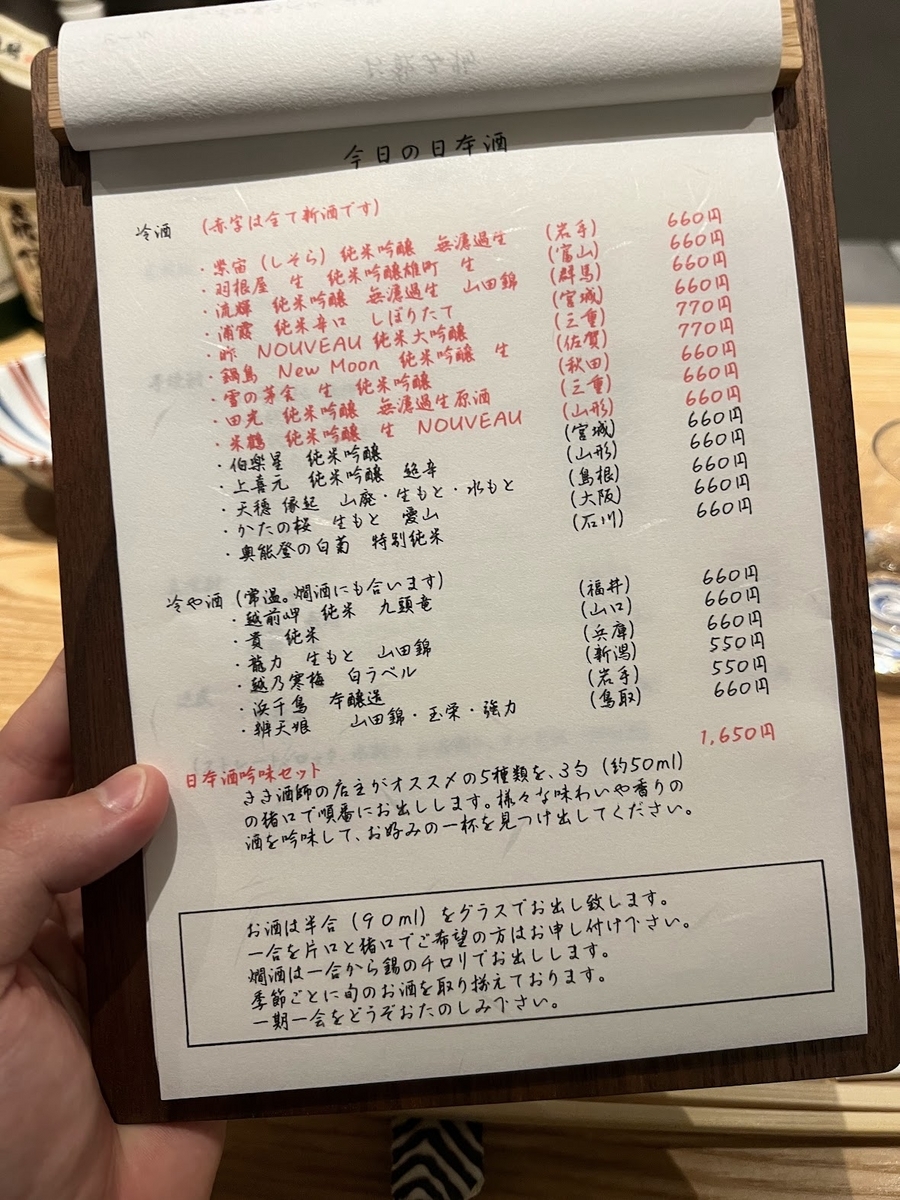 今日の日本酒
冷酒 (赤字は全て新酒です)
・紫宙(しそら) 純米吟醸 無濾過生 (岩手) 660円
・羽根屋 生 純米吟醸雄町 生 (富山) 660円
・流輝 純米吟醸 無濾過生 山田錦 (群馬) 660円
・浦霞 純米辛口 しぼりたて (宮城) 660円
・昨 NOUVEAU 純米大吟醸 (三重) 770円
・鍋島 New Moon 純米吟醸 生 (佐賀) 770円
・雪の茅舎 生 純米吟醸 (秋田) 660円
・田光 純米吟醸 無濾過生原酒 (三重) 660円
・米鶴 純米吟醸 生 NOUVEAU (山形) 660円
・伯楽星 純米吟醸 (宮城) 660円
・上喜元 純米吟醸 超辛 (山形) 660円
・天穏 縁起 山廃・生もと・水もと (島根) 660円
・かたの桜 生もと 愛山 (大阪) 660円
・奥能登の白菊 特別純米 (石川) 660円
冷や酒 (常温。燗酒にも合います)
・越前岬 純米 九頭竜 (福井) 660円
・貴 純米 (山口) 660円
・龍力 生もと 山田錦 (兵庫) 660円
・越乃寒梅 白ラベル (新潟) 550円
・浜千鳥 本醸造 (岩手) 550円
・辨天娘 山田錦・玉栄・強力 (鳥取) 660円
日本酒吟味セット 1,650円
きき酒師の店主がオススメの5種類を、3勺(約50ml)
の猪口で順番にお出しします。様々な味わいや香りの
酒を吟味して、お好みの一杯を見つけ出してください。
お酒は半合(90ml)をグラスでお出し致します。
一合を片口と猪口でご希望の方はお申し付け下さい。
燗酒は一合から錫のチロリでお出しします。
季節ごとに旬のお酒を取り揃えております。
一期一会をどうぞおたのしみ下さい。